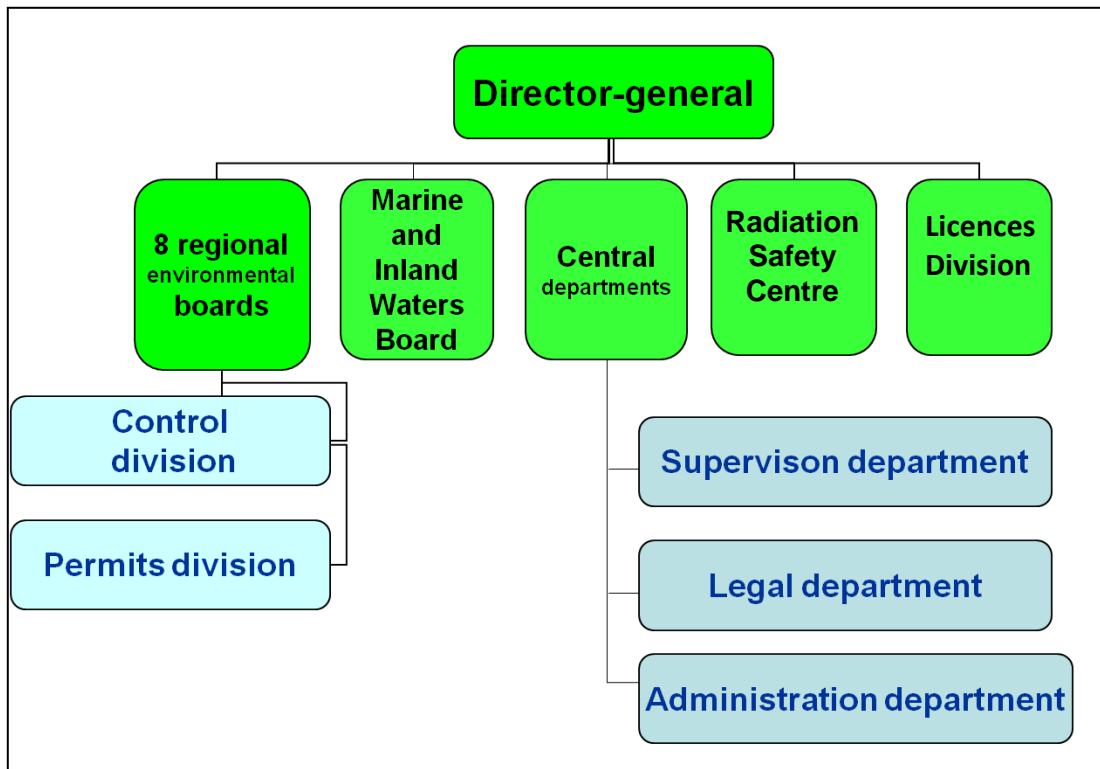 Director-general
8 regional
environmental
boards
Marine
and
Inland
Waters
Board
Central
departments
Radiation
Safety
Centre
Licences
Division
Control
division
Permits division
Supervison department
Legal department
Administration department